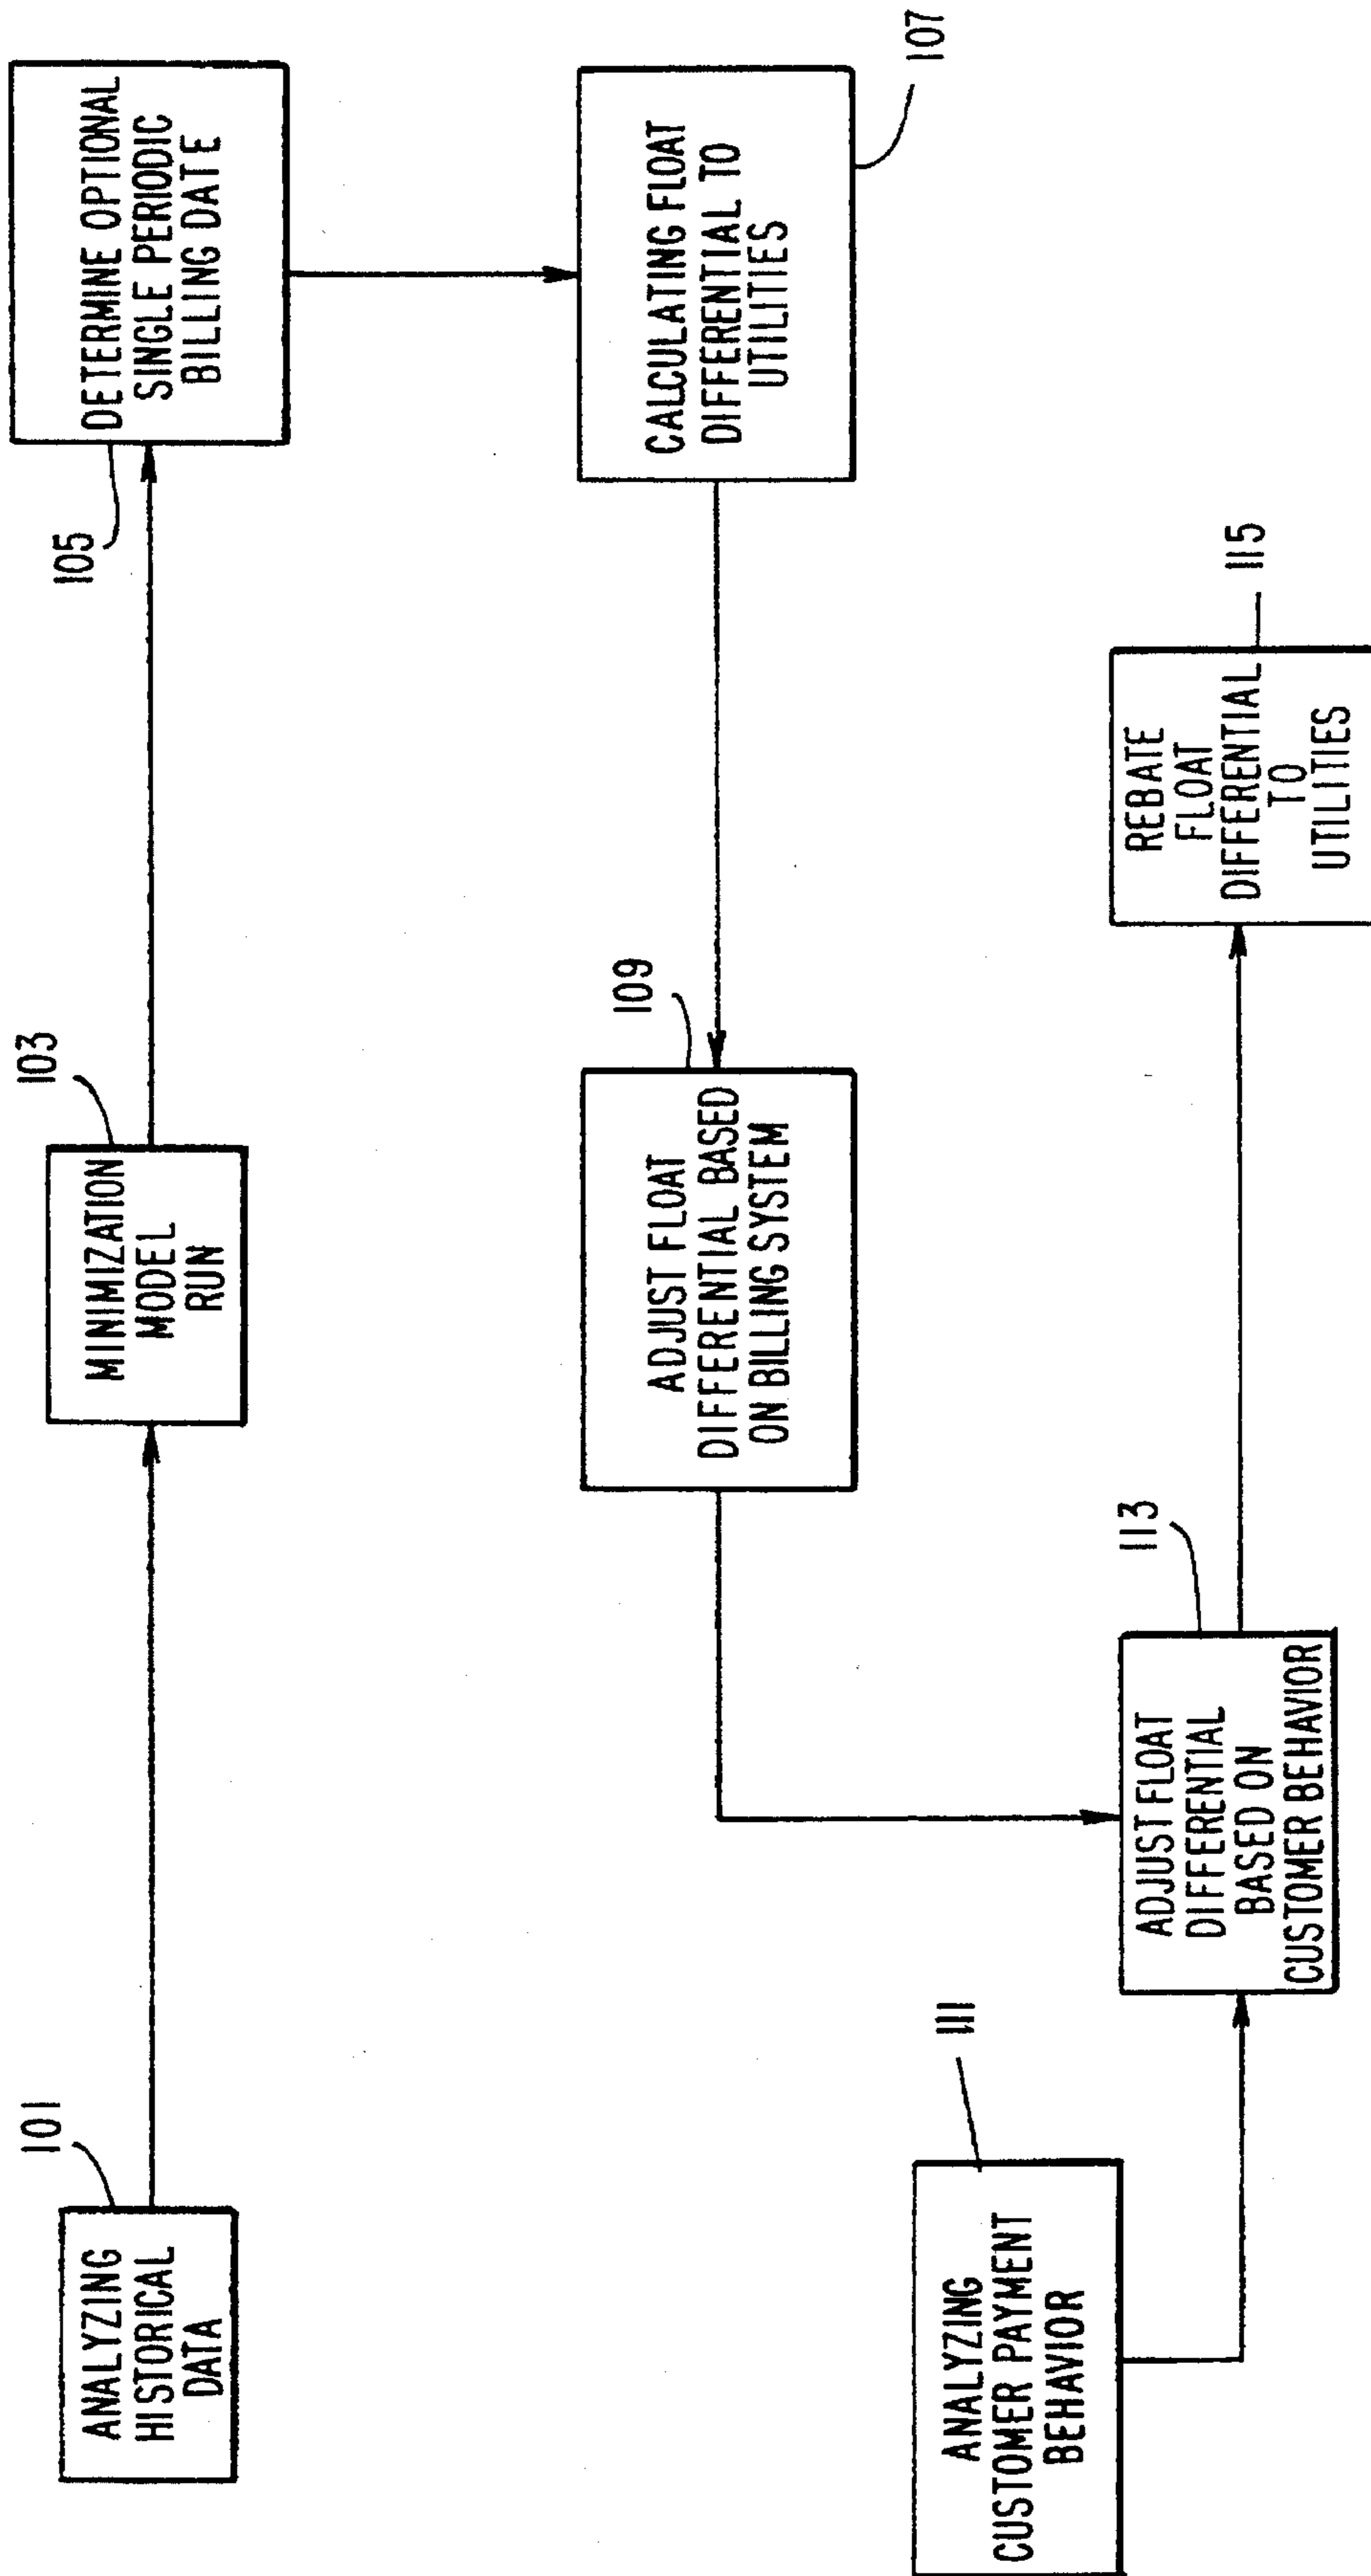 101
ANALYZING
HISTORICAL
DATA
103
MINIMIZATION
MODEL
RUN
105
DETERMINE OPTIONAL
SINGLE PERIODIC
BILLING DATE
107
CALCULATING FLOAT
DIFFERENTIAL TO
UTILITIES
109
ADJUST FLOAT
DIFFERENTIAL BASED
ON BILLING SYSTEM
111
ANALYZING
CUSTOMER PAYMENT
BEHAVIOR
113
ADJUST FLOAT
DIFFERENTIAL
BASED ON
CUSTOMER BEHAVIOR
115
REBATE
FLOAT
DIFFERENTIAL
TO
UTILITIES